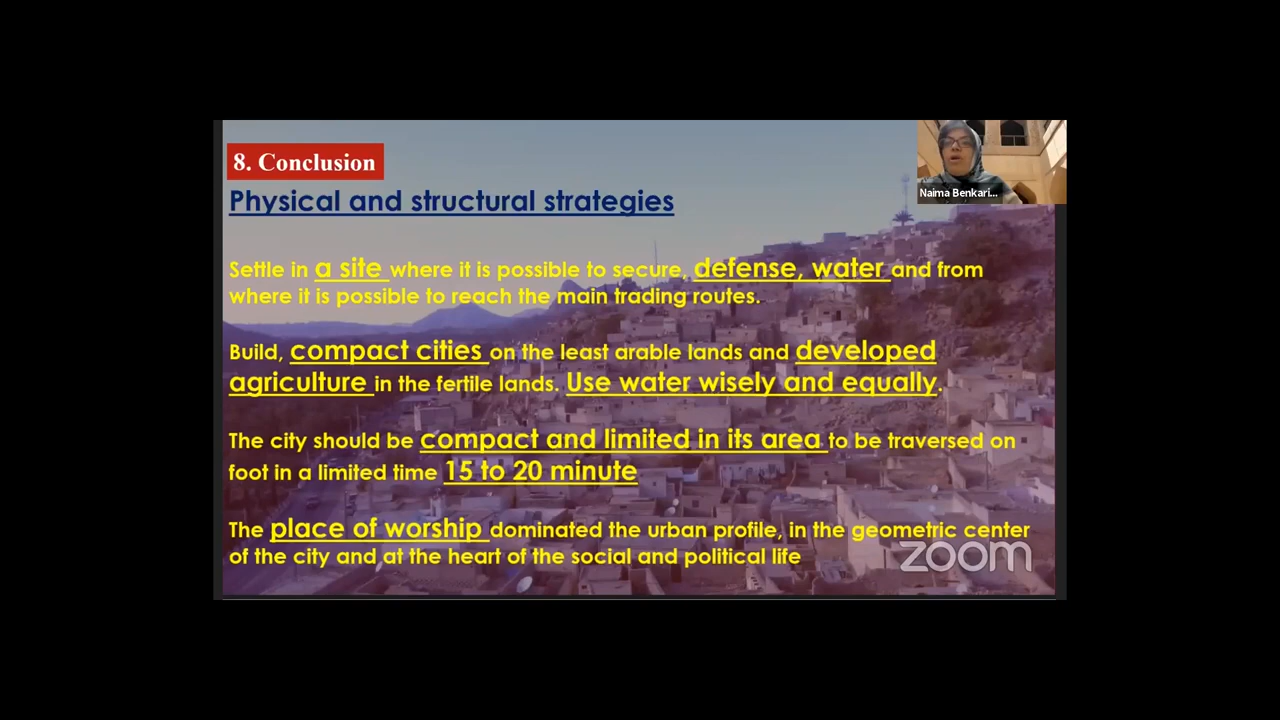 8. Conclusion
Naima Benkari...
Physical and structural strategies
Settle in a site where it is possible to secure, defense, water and from
where it is possible to reach the main trading routes.
Build, compact cities on the least arable lands and developed
agriculture in the fertile lands. Use water wisely and equally.
The city should be compact and limited in its area to be traversed on
foot in a limited time 15 to 20 minute
The place of worship dominated the urban profile, in the geometric center
of the city and at the heart of the social and political life
zoom